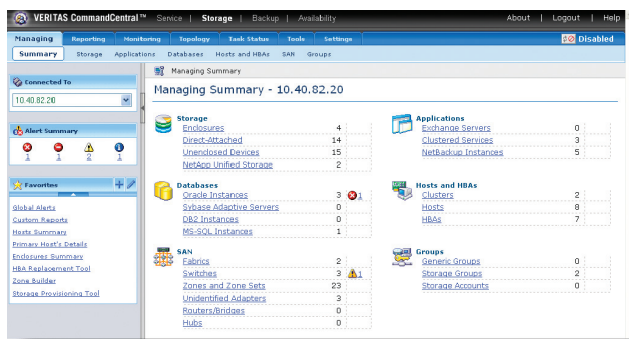 VERITAS CommandCentral™ Service | Storage | Backup | Availability About | Logout | Help
Managing Reporting Monitoring Topology Task Status Tools Settings Disabled
Summary Storage Applications Databases Hosts and HBAs SAN Groups
Connected To
10.40.82.20
Alert Summary
1 1 2 1
Favorites
Global Alerts
Custom Reports
Hosts Summary
Primary Host's Details
Enclosures Summary
HBA Replacement Tool
Zone Builder
Storage Provisioning Tool
Managing Summary
Managing Summary - 10.40.82.20
Storage
Enclosures 4
Direct-Attached 14
Unenclosed Devices 15
NetApp Unified Storage 2
Applications
Exchange Servers 0
Clustered Services 3
NetBackup Instances 5
Databases
Oracle Instances 3 1
Sybase Adaptive Servers 0
DB2 Instances 0
MS-SQL Instances 1
Hosts and HBAs
Clusters 2
Hosts 8
HBAs 7
SAN
Fabrics 2
Switches 3 1
Zones and Zone Sets 23
Unidentified Adapters 3
Routers/Bridges 0
Hubs 0
Groups
Generic Groups 0
Storage Groups 2
Storage Accounts 0